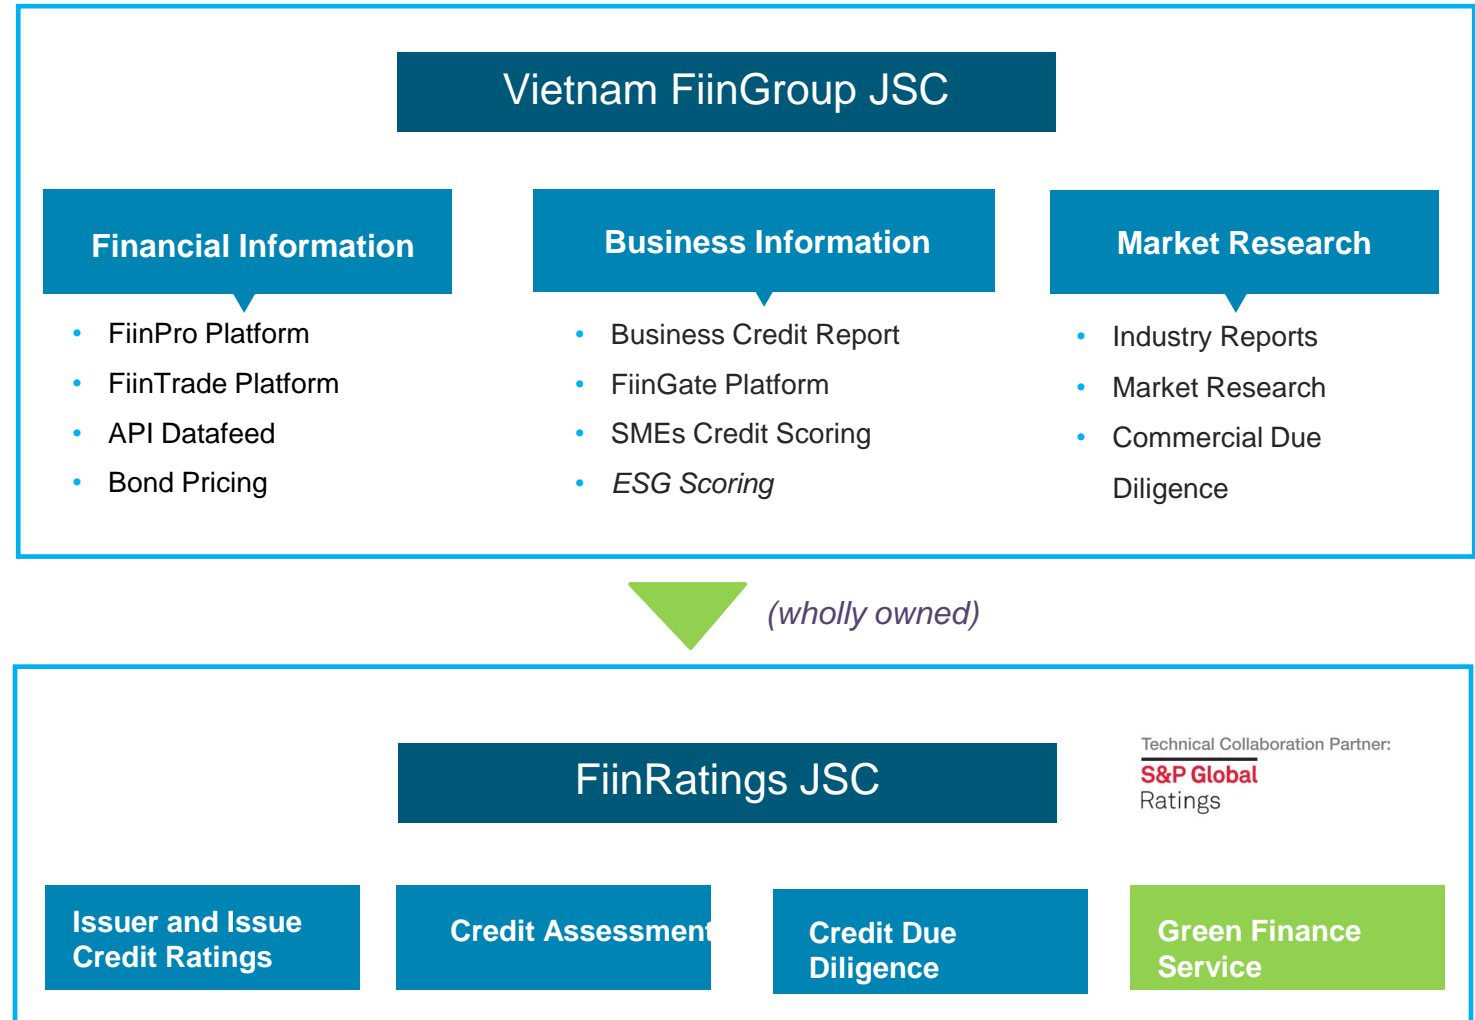 Vietnam FiinGroup JSC
Financial Information
• FiinPro Platform
• FiinTrade Platform
• API Datafeed
• Bond Pricing
Business Information
• Business Credit Report
• FiinGate Platform
• SMEs Credit Scoring
• ESG Scoring
Market Research
• Industry Reports
• Market Research
• Commercial Due
Diligence
(wholly owned)
FiinRatings JSC
Technical Collaboration Partner:
S&P Global
Ratings
Issuer and Issue
Credit Ratings
Credit Assessment
Credit Due
Diligence
Green Finance
Service